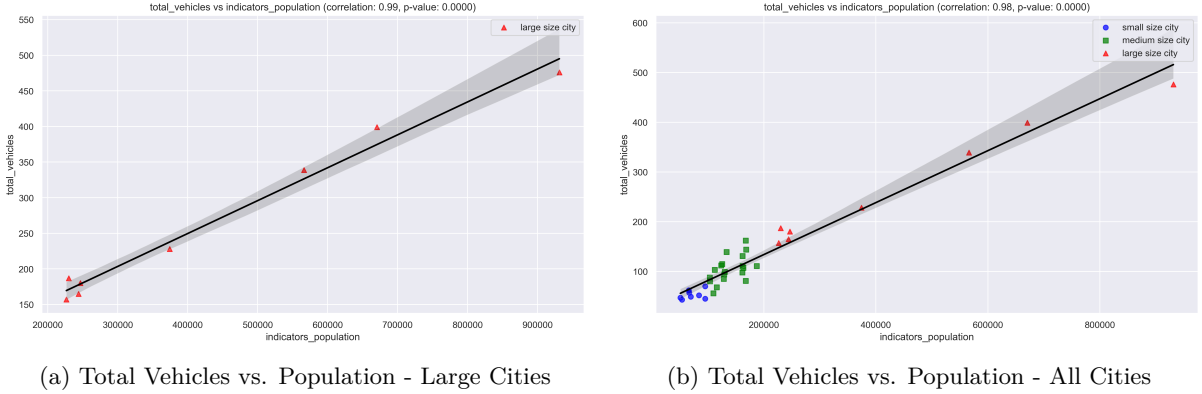 total_vehicles vs indicators_population (correlation: 0.99, p-value: 0.0000)
large size city
550
500
450
400
350
300
250
200
150
total_vehicles
200000 300000 400000 500000 600000 700000 800000 900000
indicators_population
(a) Total Vehicles vs. Population - Large Cities
total_vehicles vs indicators_population (correlation: 0.98, p-value: 0.0000)
small size city
medium size city
large size city
600
500
400
300
200
100
total_vehicles
200000 400000 600000 800000
indicators_population
(b) Total Vehicles vs. Population - All Cities